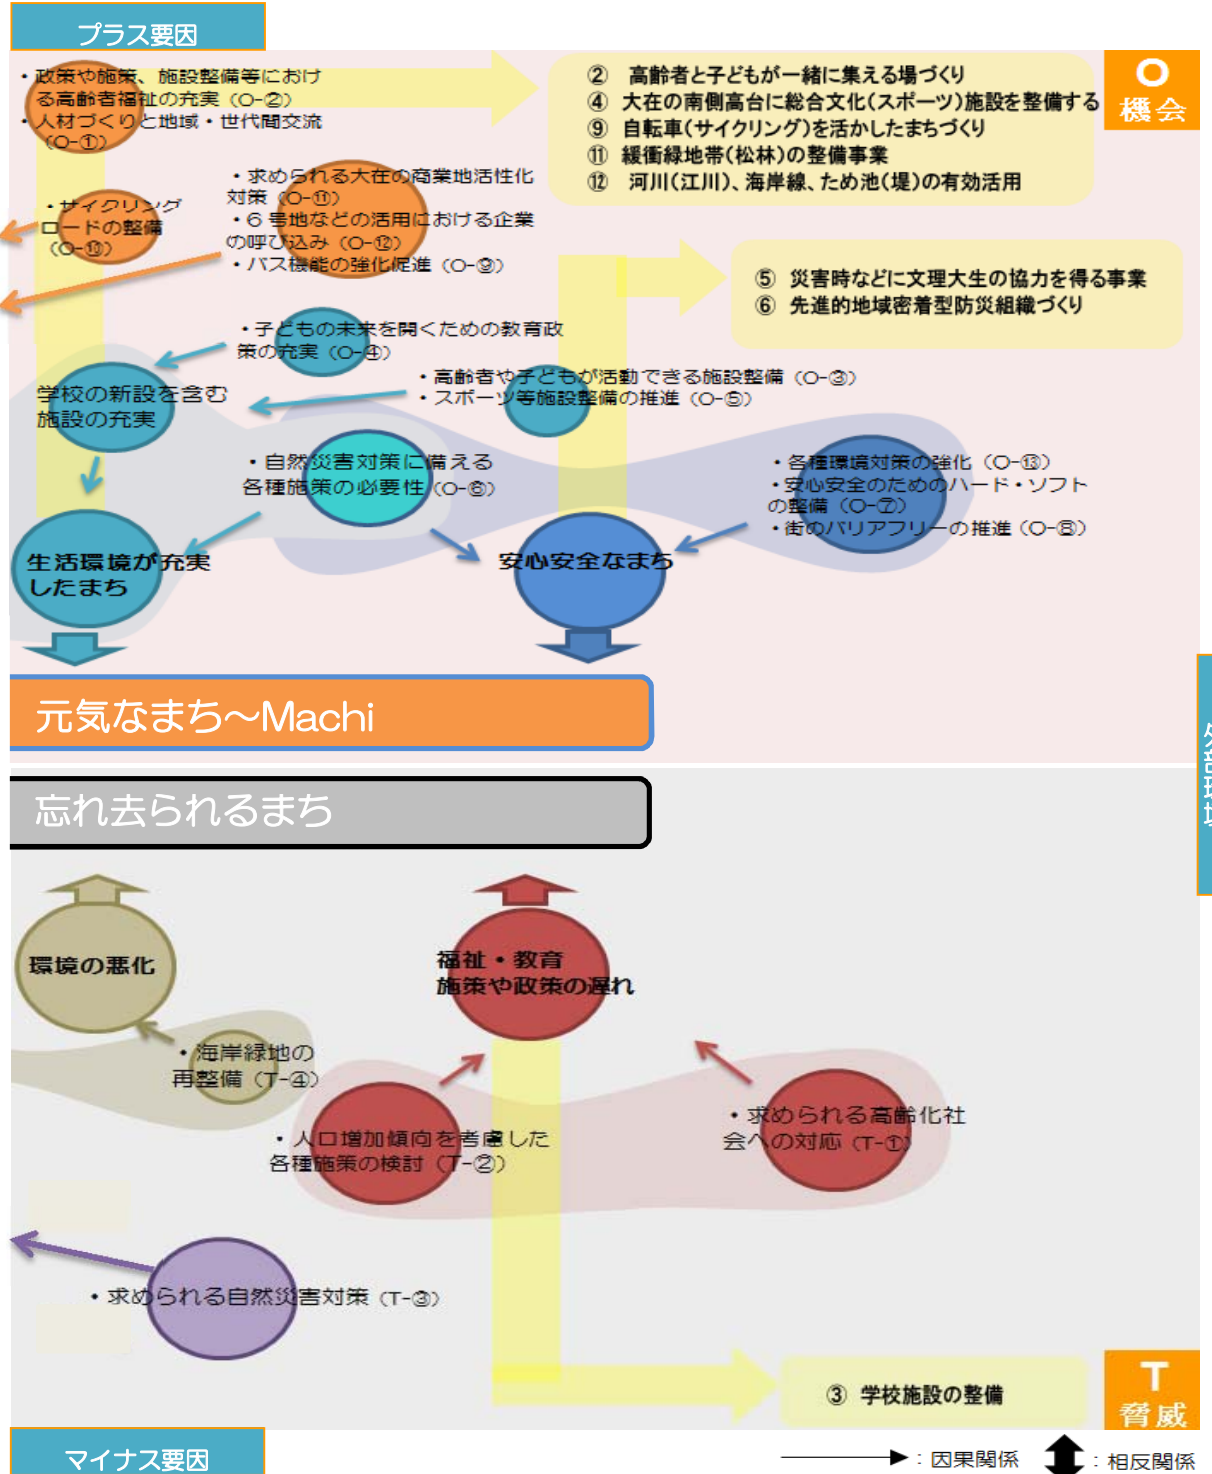 プラス要因
・政策や施策、施設整備等におけ
る高齢者福祉の充実（O-②）
・人材づくりと地域・世代間交流
（O-①）
② 高齢者と子どもが一緒に集える場づくり
④ 大在の南側高台に総合文化(スポーツ)施設を整備する
⑨ 自転車(サイクリング)を活かしたまちづくり
⑪ 緩衝緑地帯(松林)の整備事業
⑫ 河川(江川)、海岸線、ため池(堤)の有効活用
O
機会
・サイクリング
ロードの整備
（O-⑩）
・求められる大在の商業地活性化
対策（O-⑪）
・６号地などの活用における企業
の呼び込み（O-⑫）
・バス機能の強化促進（O-⑨）
⑤ 災害時などに文理大生の協力を得る事業
⑥ 先進的地域密着型防災組織づくり
・子どもの未来を開くための教育政
策の充実（O-④）
・高齢者や子どもが活動できる施設整備（O-③）
・スポーツ等施設整備の推進（O-⑤）
学校の新設を含む
施設の充実
・自然災害対策に備える
各種施策の必要性（O-⑥）
・各種環境対策の強化（O-⑬）
・安心安全のためのハード・ソフト
の整備（O-⑦）
・街のバリアフリーの推進（O-⑧）
生活環境が充実
したまち
安心安全なまち
元気なまち～Machi
外部環境
忘れ去られるまち
環境の悪化
福祉・教育
施策や政策の遅れ
・海岸緑地の
再整備（T-④）
・人口増加傾向を考慮した
各種施策の検討（T-②）
・求められる高齢化社
会への対応（T-①）
・求められる自然災害対策（T-③）
③ 学校施設の整備
T
脅威
マイナス要因
：因果関係
：相反関係